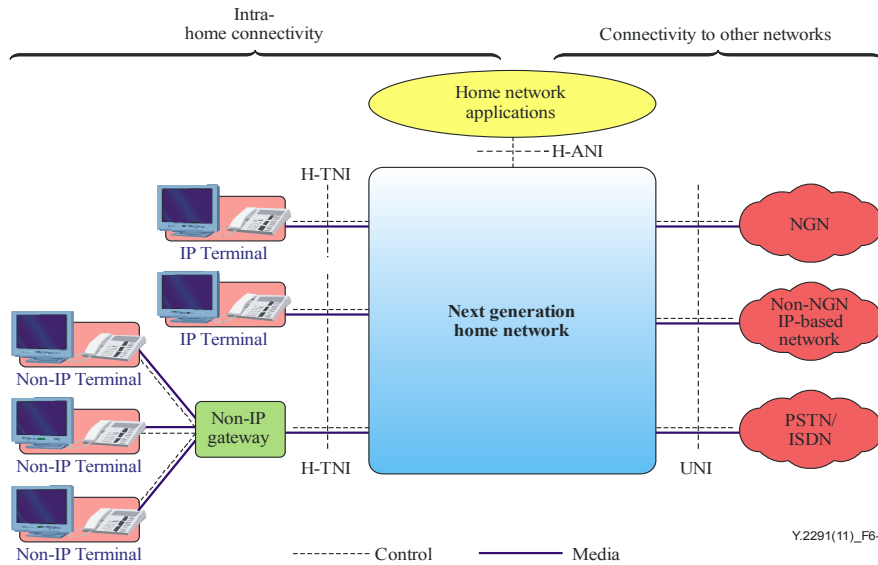 Intra-
home connectivity
Connectivity to other networks
Home network
applications
H-ANI
H-TNI
IP Terminal
NGN
IP Terminal
Next generation
home network
Non-NGN
IP-based
network
Non-IP Terminal
Non-IP
gateway
Non-IP Terminal
PSTN/
ISDN
H-TNI
UNI
Non-IP Terminal
Control
Media
Y.2291(11)_F6-